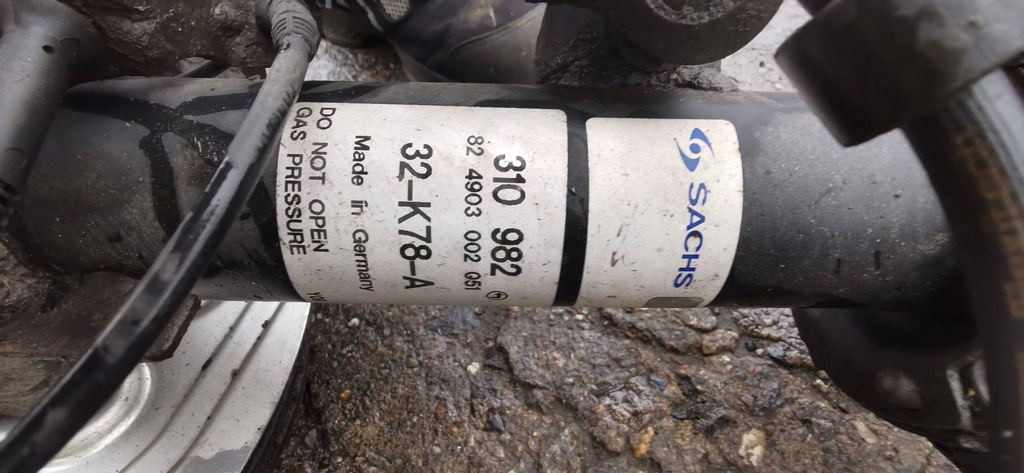 SACHS
310 982
82 4903 002 051
32-K78-A
Made in Germany
DO NOT OPEN
GAS PRESSURE